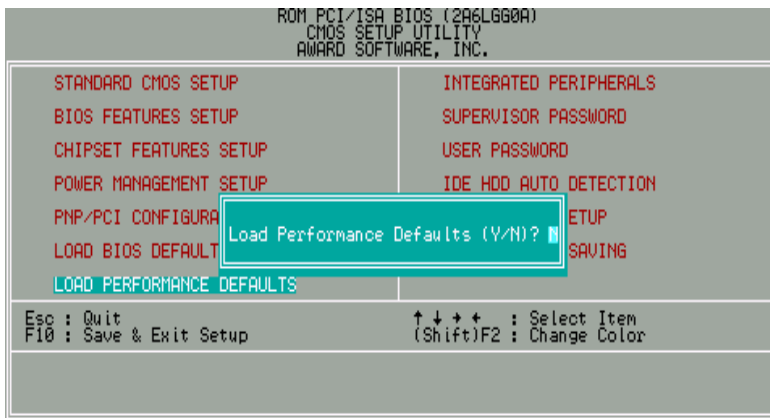 ROM PCI/ISA BIOS (2A6LGG0A)
CMOS SETUP UTILITY
AWARD SOFTWARE, INC.
STANDARD CMOS SETUP
BIOS FEATURES SETUP
CHIPSET FEATURES SETUP
POWER MANAGEMENT SETUP
PNP/PCI CONFIGURA
LOAD BIOS DEFAULT
LOAD PERFORMANCE DEFAULTS
INTEGRATED PERIPHERALS
SUPERVISOR PASSWORD
USER PASSWORD
IDE HDD AUTO DETECTION
ETUP
SAVING
Load Performance Defaults (Y/N)? N
Esc : Quit
F10 : Save & Exit Setup
↑ ↓ → ← : Select Item
(Shift)F2 : Change Color